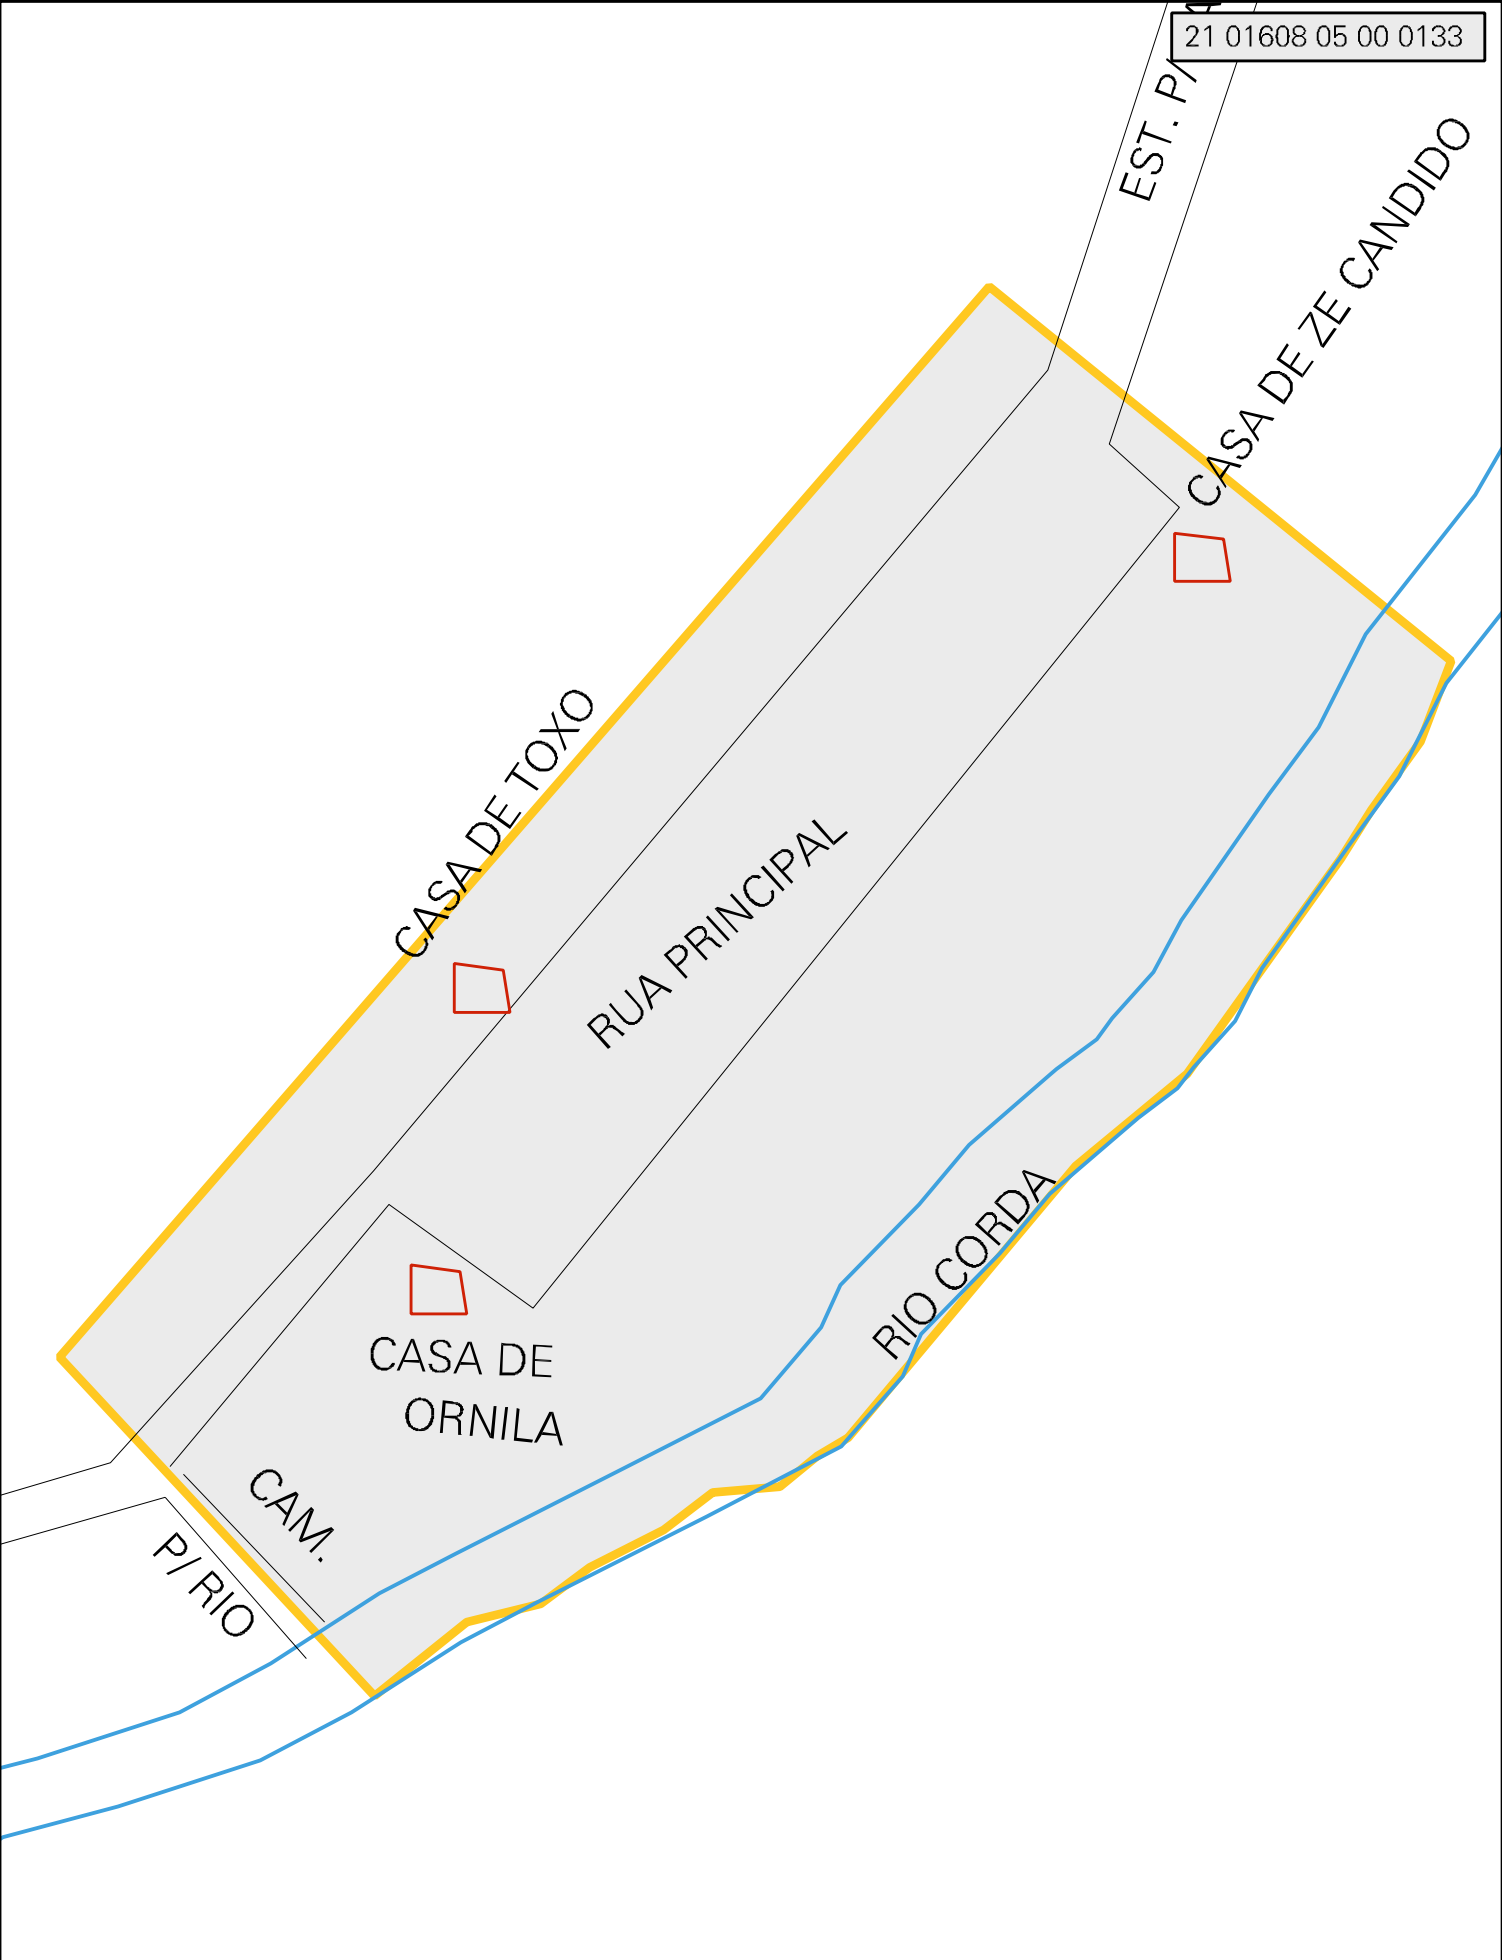 21 01608 05 00 0133
EST. P/
CASA DE ZE CANDIDO
CASA DE TOXO
RUA PRINCIPAL
RIO CORDA
CASA DE
ORNILA
CAM.
P/ RIO